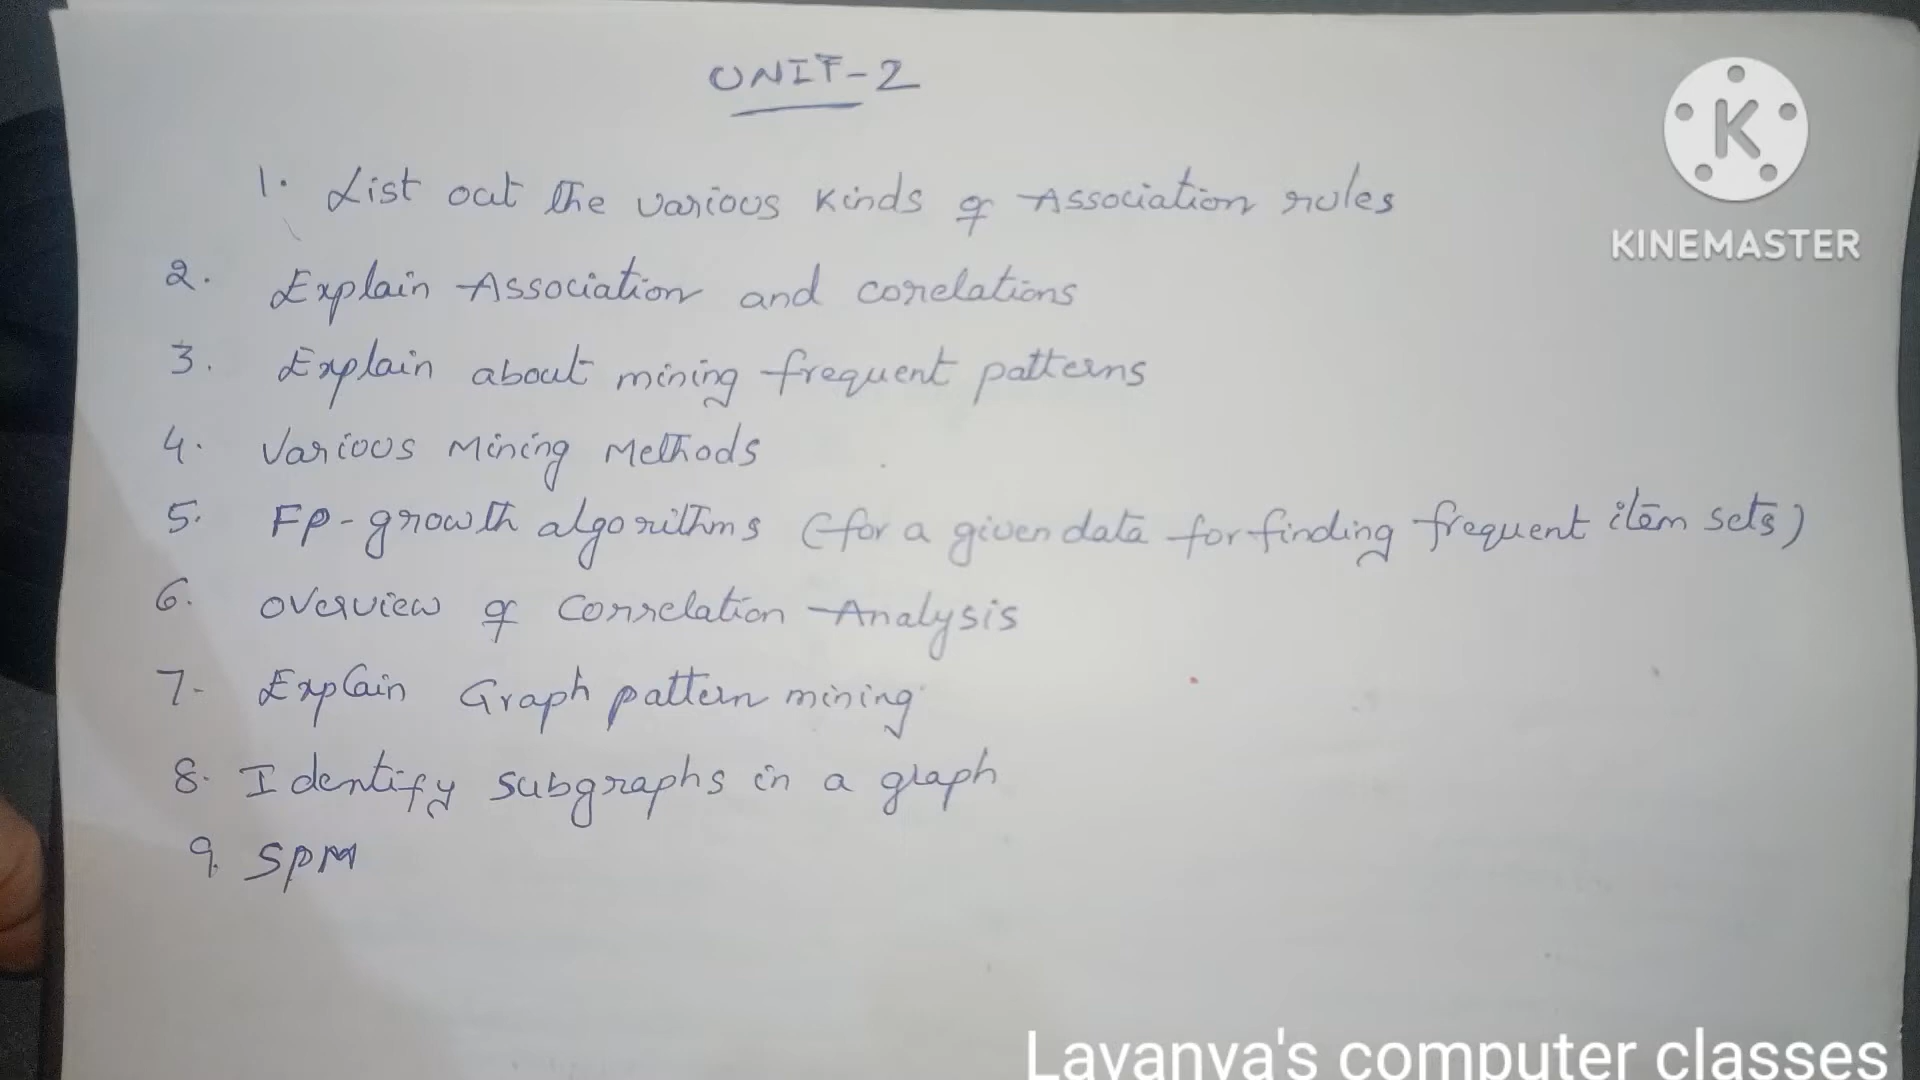 UNIT-2
1. List out the various kinds of Association rules
2. Explain Association and corelations
3. Explain about mining frequent patterns
4. Various Mining Methods
5. FP-growth algorithms (for a given data for finding frequent item sets)
6. Overview of Correlation Analysis
7- Explain Graph pattern mining
8. Identify subgraphs in a graph
9. SPM
K
KINEMASTER
Lavanya's computer classes